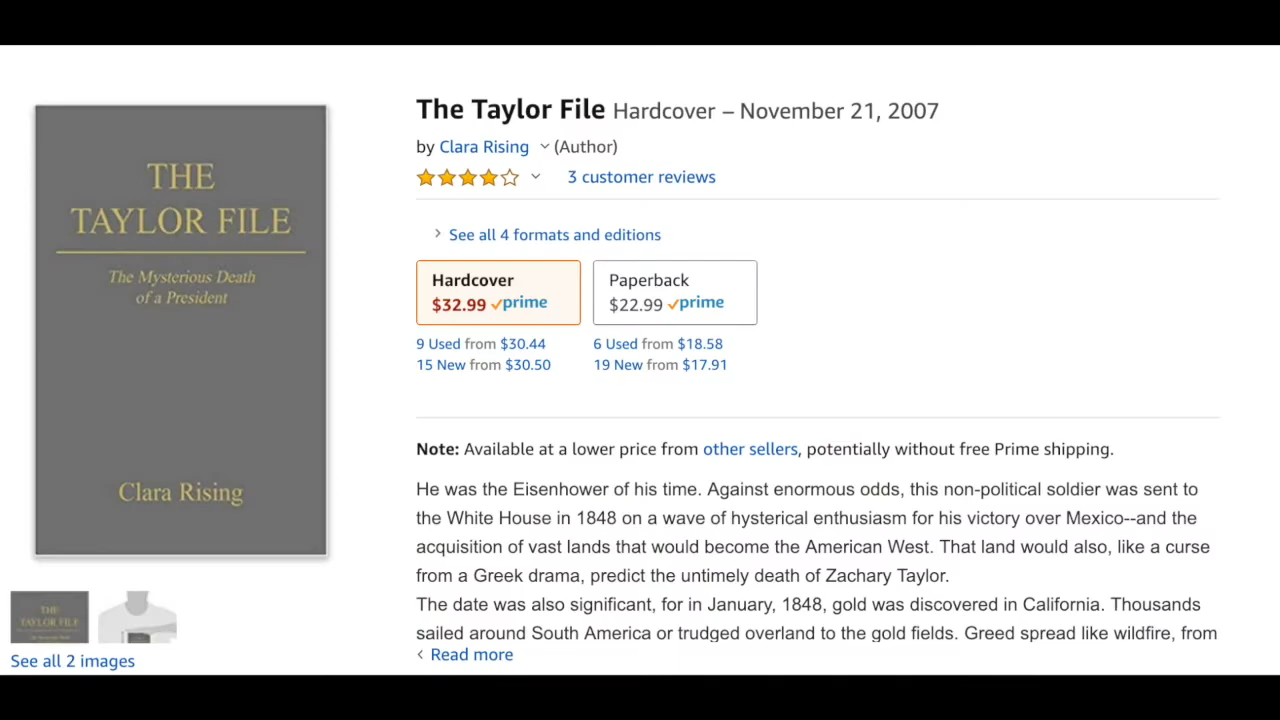 THE
TAYLOR FILE
The Mysterious Death
of a President
Clara Rising
THE
TAYLOR FILE
See all 2 images
The Taylor File Hardcover – November 21, 2007
by Clara Rising (Author)
3 customer reviews
See all 4 formats and editions
Hardcover
$32.99 prime
Paperback
$22.99 prime
9 Used from $30.44
15 New from $30.50
6 Used from $18.58
19 New from $17.91
Note: Available at a lower price from other sellers, potentially without free Prime shipping.
He was the Eisenhower of his time. Against enormous odds, this non-political soldier was sent to
the White House in 1848 on a wave of hysterical enthusiasm for his victory over Mexico--and the
acquisition of vast lands that would become the American West. That land would also, like a curse
from a Greek drama, predict the untimely death of Zachary Taylor.
The date was also significant, for in January, 1848, gold was discovered in California. Thousands
sailed around South America or trudged overland to the gold fields. Greed spread like wildfire, from
Read more